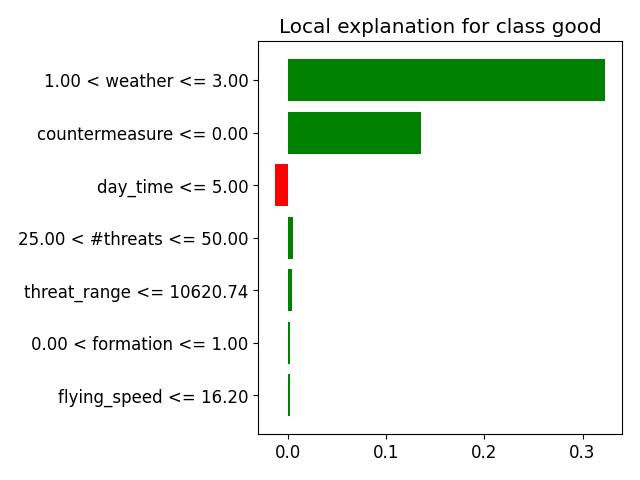 Local explanation for class good
1.00 < weather <= 3.00
countermeasure <= 0.00
day_time <= 5.00
25.00 < #threats <= 50.00
threat_range <= 10620.74
0.00 < formation <= 1.00
flying_speed <= 16.20
0.0 0.1 0.2 0.3